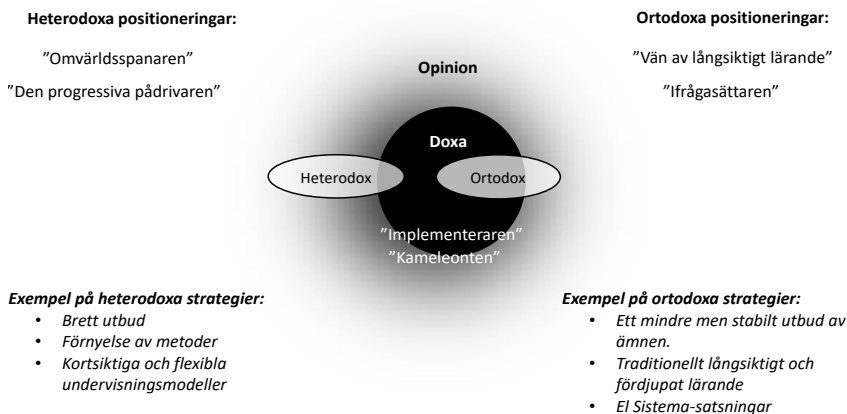 Heterodoxa positioneringar:
”Omvärldsspanaren”
”Den progressiva pådrivaren”
Ortodoxa positioneringar:
”Vän av långsiktigt lärande”
”Ifrågasättaren”
Opinion
Doxa
Heterodox
Ortodox
”Implementeraren”
”Kameleonten”
Exempel på heterodoxa strategier:
• Brett utbud
• Förnyelse av metoder
• Kortsiktiga och flexibla
undervisningsmodeller
Exempel på ortodoxa strategier:
• Ett mindre men stabilt utbud av
ämnen.
• Traditionellt långsiktigt och
fördjupat lärande
• El Sistema-satsningar